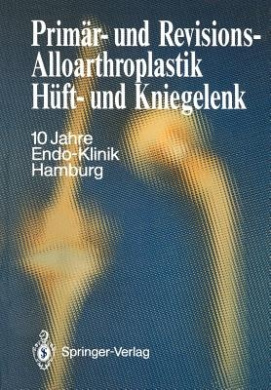 Primär- und Revisions-
Alloarthroplastik
Hüft- und Kniegelenk
10 Jahre
Endo-Klinik
Hamburg
Springer-Verlag